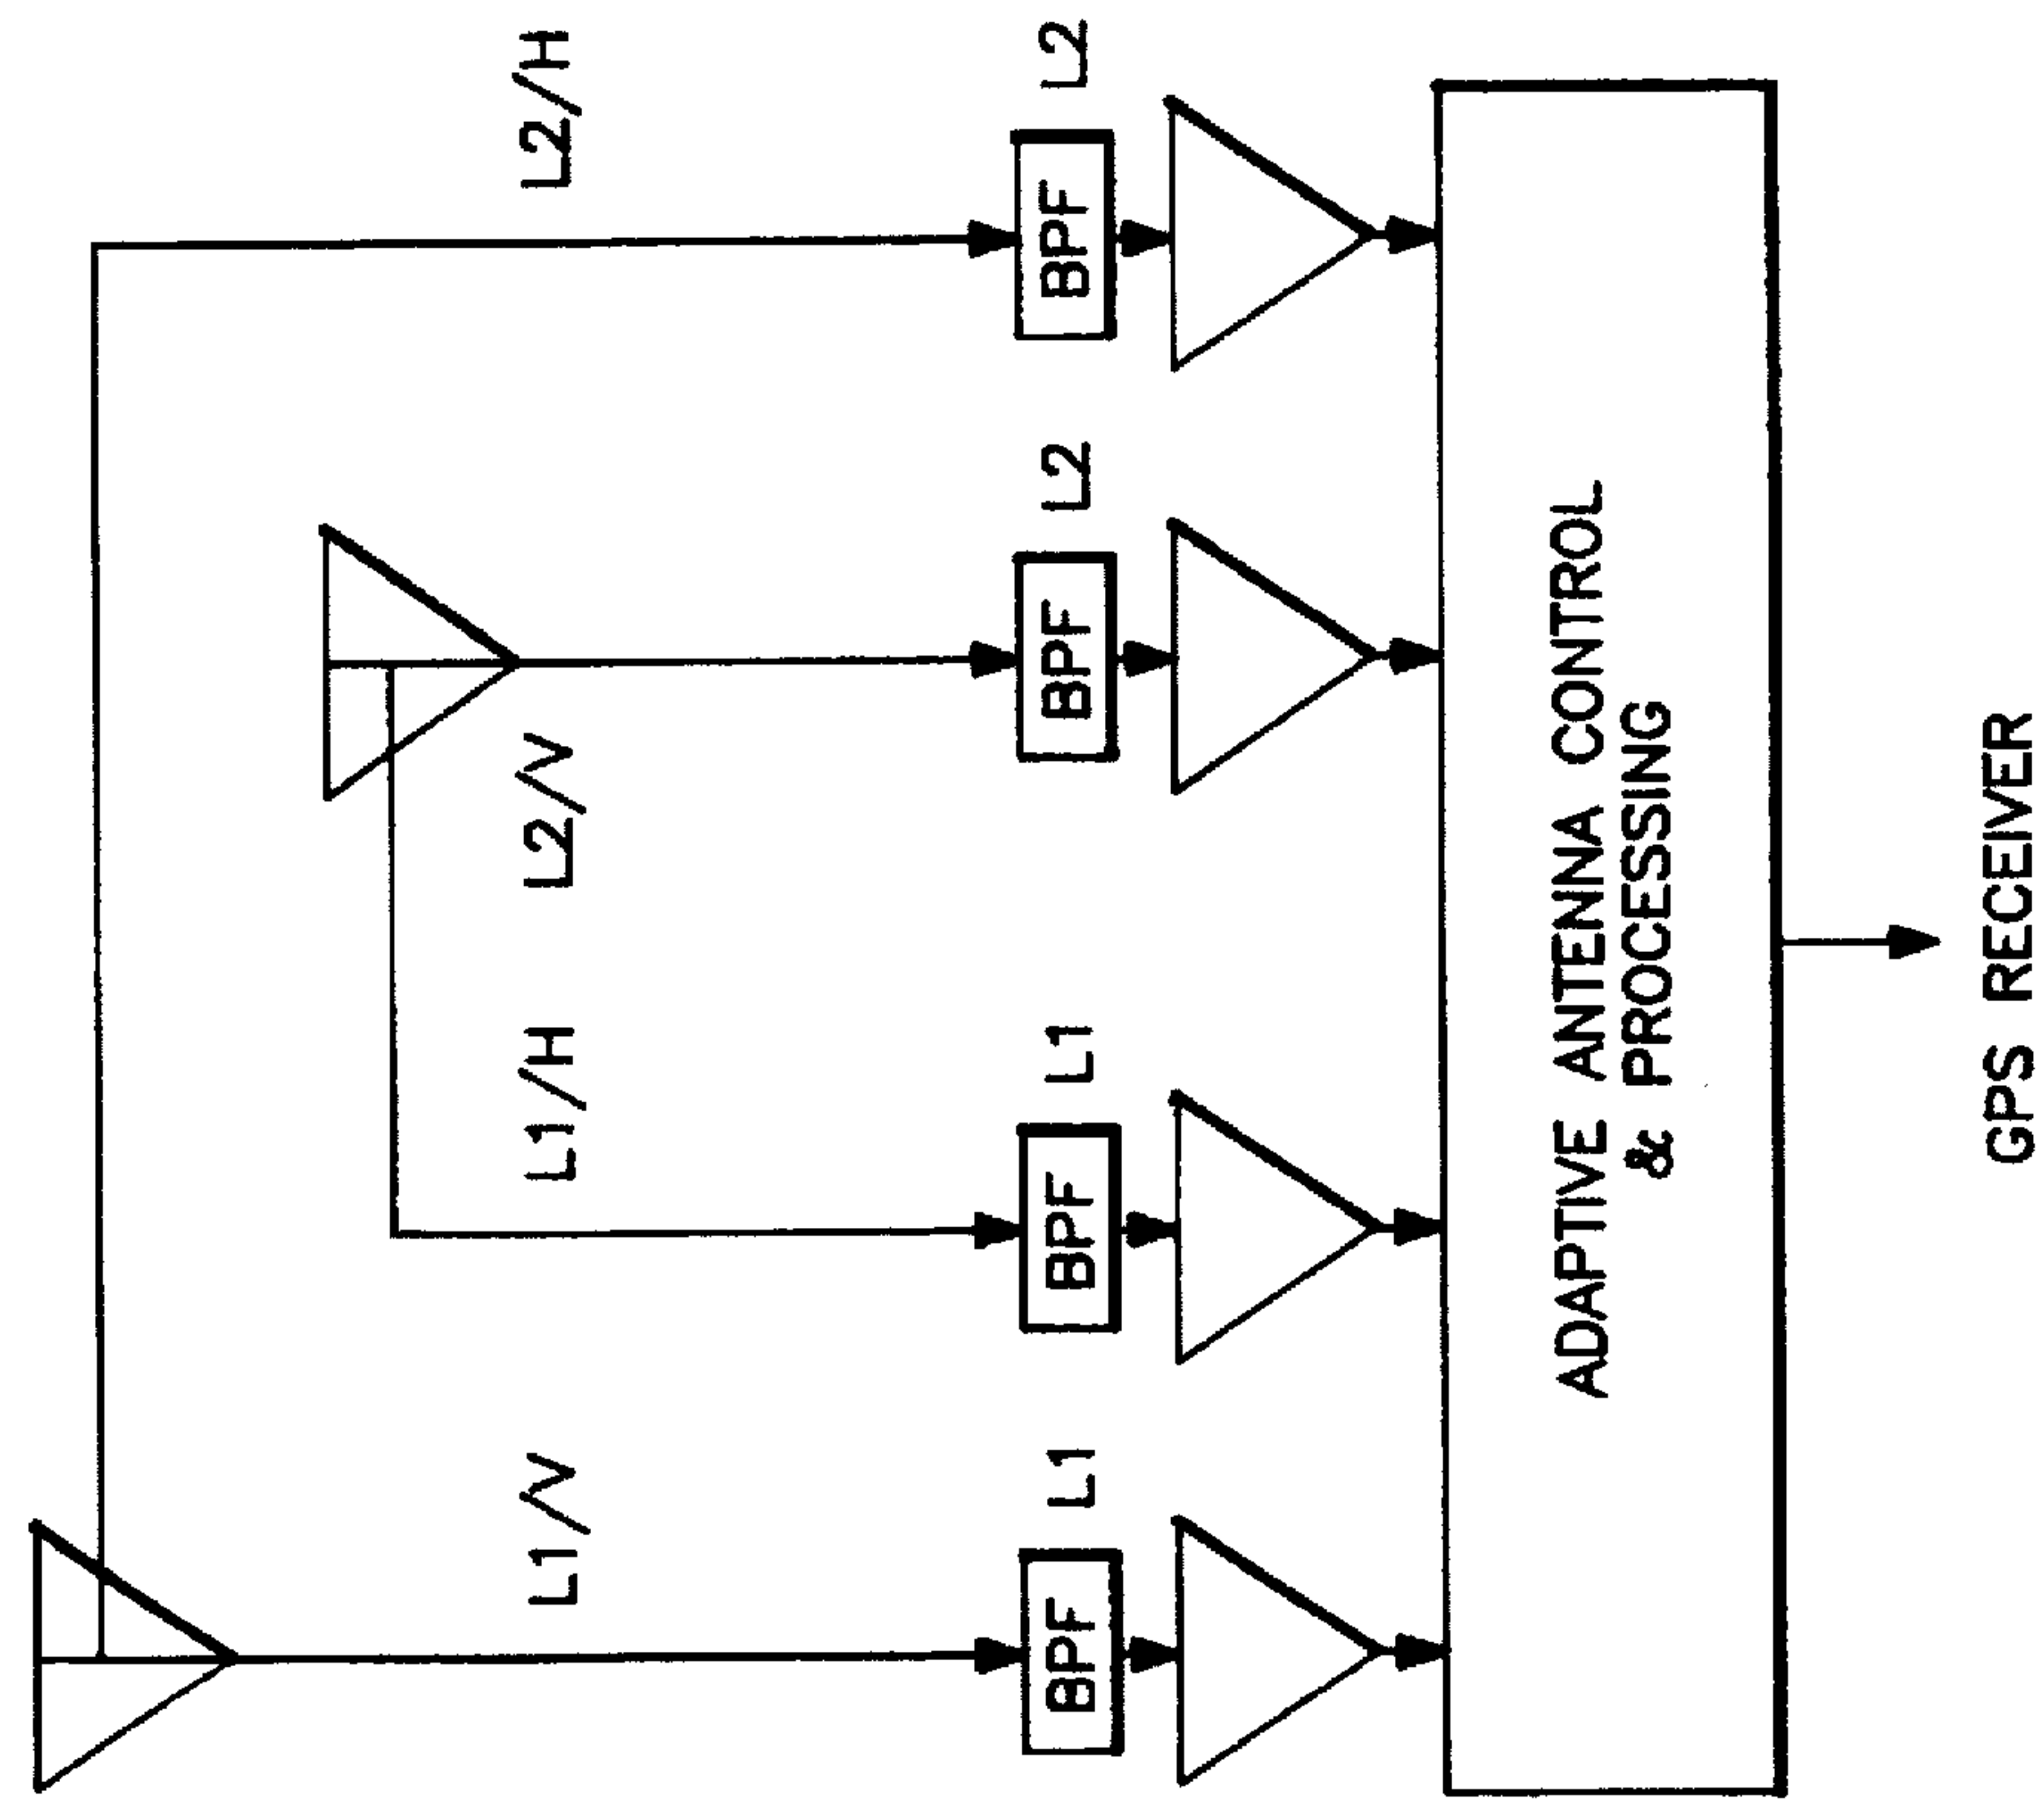 L1/V
L1/H
L2/V
L2/H
BPF
L1
BPF
L1
BPF
L2
BPF
L2
ADAPTIVE ANTENNA CONTROL
& PROCESSING
GPS RECEIVER